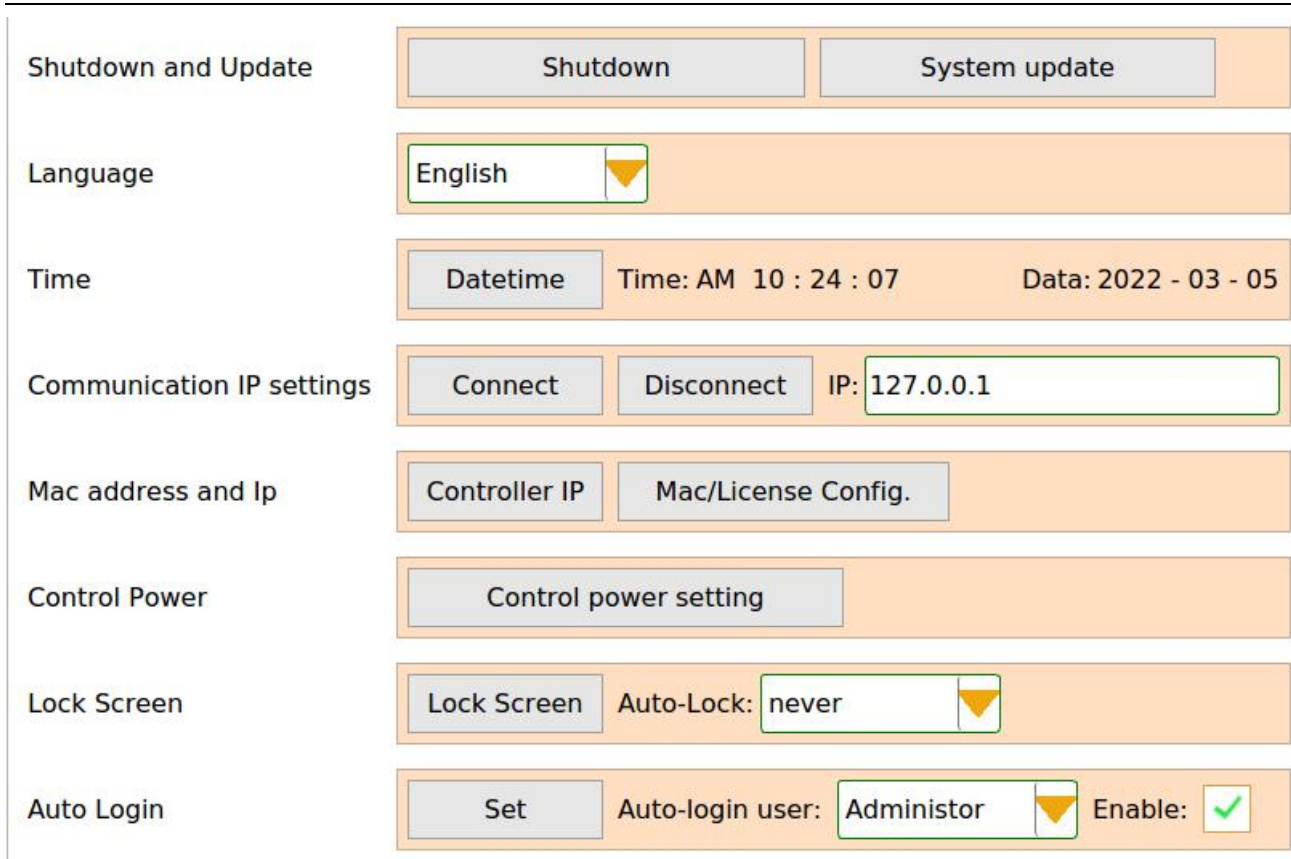 Shutdown and Update Shutdown System update
Language English
Time Datetime Time: AM 10 : 24 : 07 Data: 2022 - 03 - 05
Communication IP settings Connect Disconnect IP: 127.0.0.1
Mac address and Ip Controller IP Mac/License Config.
Control Power Control power setting
Lock Screen Lock Screen Auto-Lock: never
Auto Login Set Auto-login user: Administor Enable: